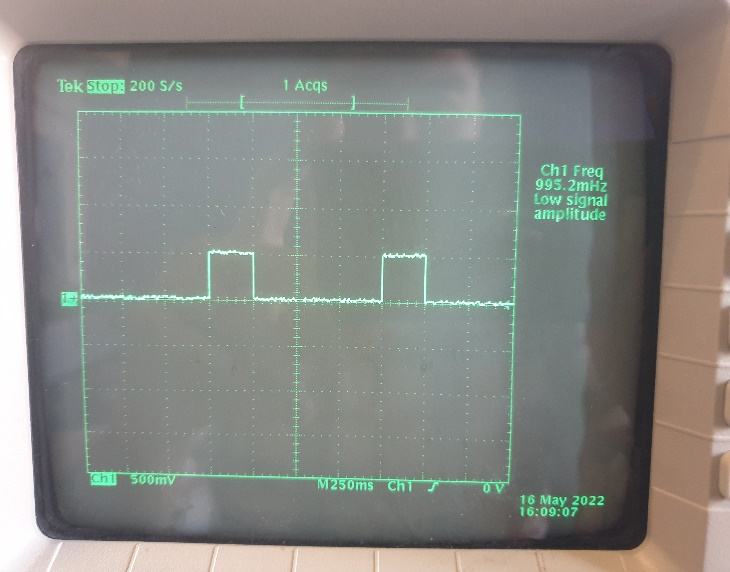 Tek Stop: 200 S/s 1 Acqs
Ch1 Freq
995.2mHz
Low signal
amplitude
1→
Ch1 500mV M250ms Ch1 0 V
16 May 2022
16:09:07